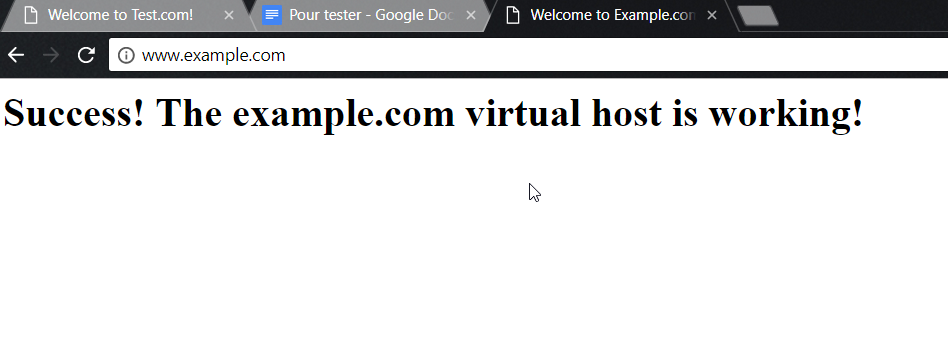 Welcome to Test.com!
Pour tester - Google Doc
Welcome to Example.com
www.example.com
Success! The example.com virtual host is working!